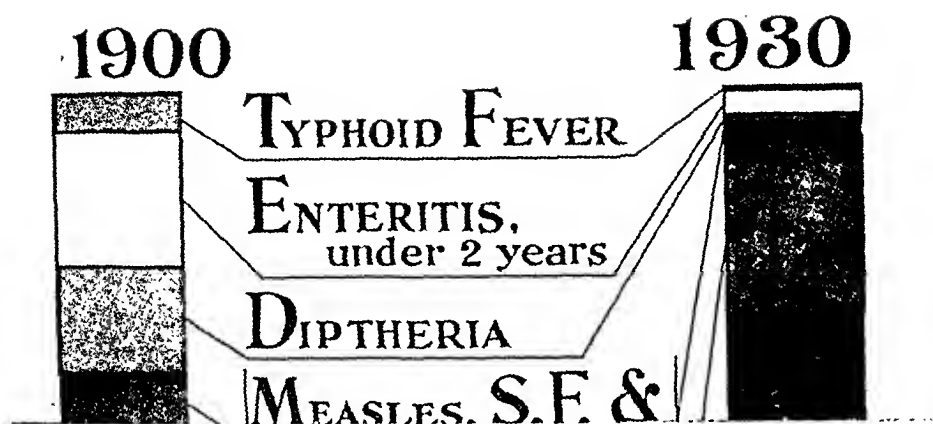 1900
1930
TYPHOID FEVER
ENTERITIS,
under 2 years
DIPTHERIA
MEASLES, S.F. &